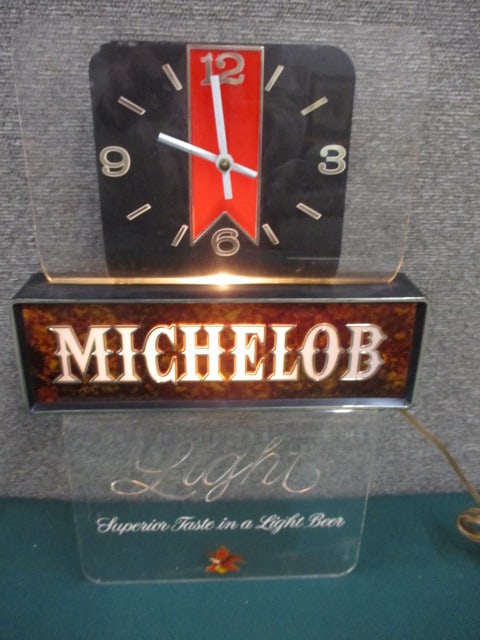 12
9 3
6
MICHELOB
Light
Superior Taste in a Light Beer